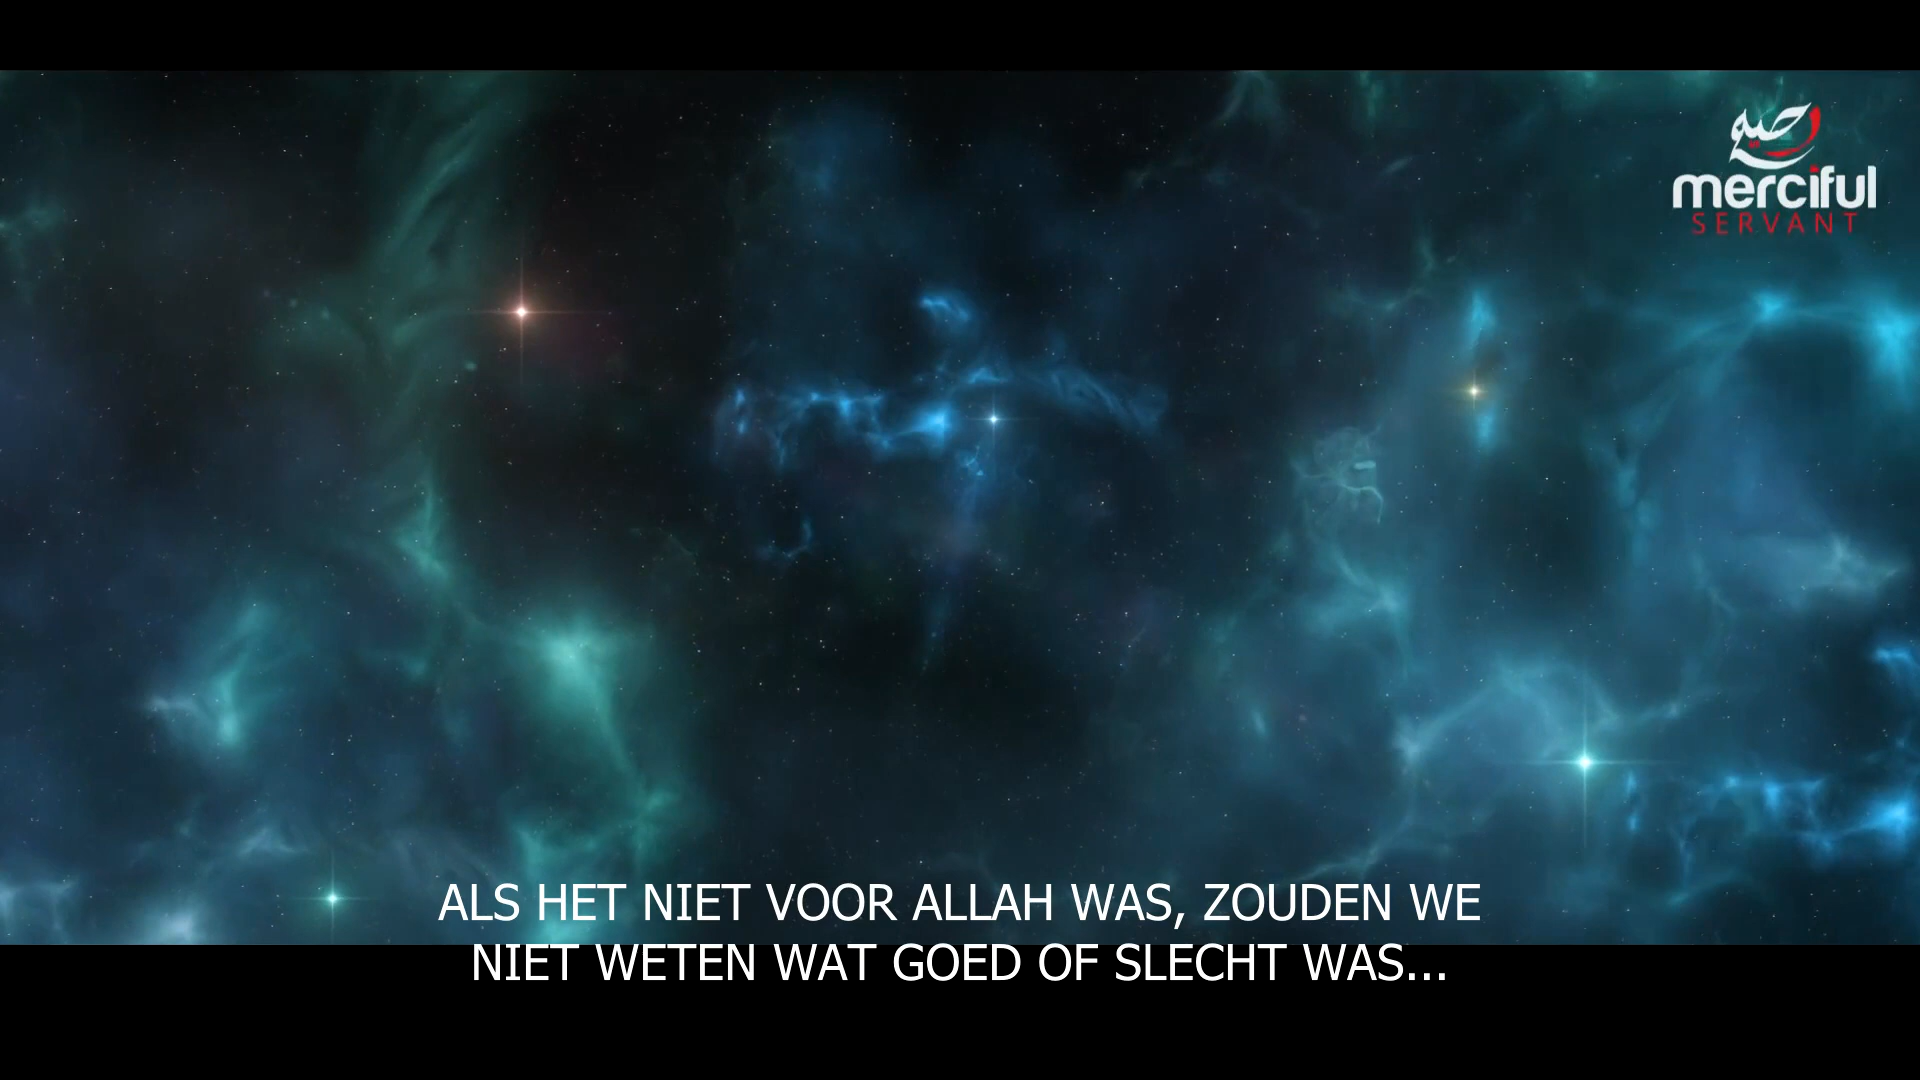 merciful
SERVANT
ALS HET NIET VOOR ALLAH WAS, ZOUDEN WE
NIET WETEN WAT GOED OF SLECHT WAS...